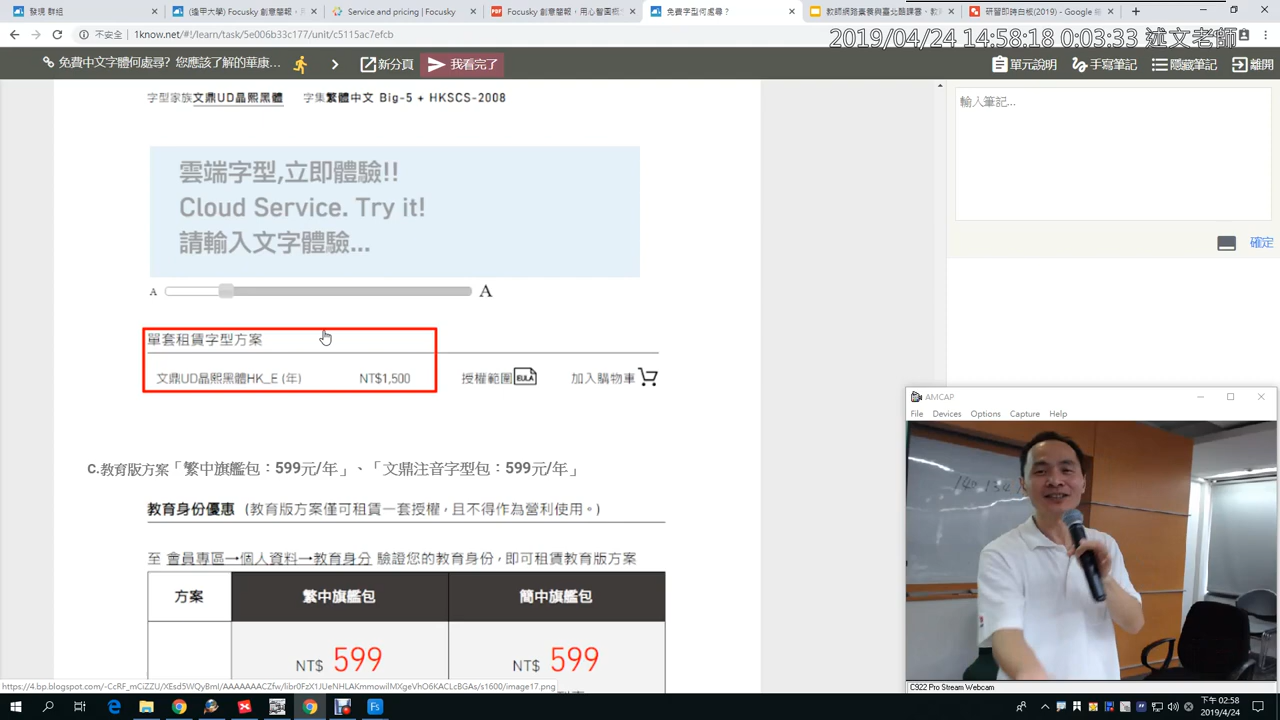 發現 群組
(逢甲大學) Focusky 創意簡報，用
Service and pricing | Focusky
Focusky 創意簡報，用心智圖概
免費字型何處尋？
研習即時白板(2019) - Google
不安全 | 1know.net/#!/learn/task/5e006b33c177/unit/c5115ac7efcb
2019/04/24 14:58:18 0:03:33 述文老師
免費中文字體何處尋? 您應該了解的華康...
新分頁
我看完了
單元說明
手寫筆記
隱藏筆記
離開
字型家族文鼎UD晶熙黑體 字集繁體中文 Big-5 + HKSCS-2008
輸入筆記...
雲端字型,立即體驗!!
Cloud Service. Try it!
請輸入文字體驗...
確定
A A
單套租賃字型方案
文鼎UD晶熙黑體HK_E (年) NT$1,500 授權範圍 EULA 加入購物車
AMCAP
File Devices Options Capture Help
C.教育版方案「繁中旗艦包：599元/年」、「文鼎注音字型包：599元/年」
教育身份優惠 (教育版方案僅可租賃一套授權，且不得作為營利使用。)
至 會員專區→個人資料→教育身分 驗證您的教育身份，即可租賃教育版方案
方案 繁中旗艦包 簡中旗艦包
NT$ 599 NT$ 599
https://4.bp.blogspot.com/-CcRF_mCiZZU/XEsd5WQyBmI/AAAAAAACZfw/libr0FzX1JUeNHLAKmmowilMXgeVhO6KACLcBGAs/s1600/image17.png
C922 Pro Stream Webcam
下午 02:58
2019/4/24